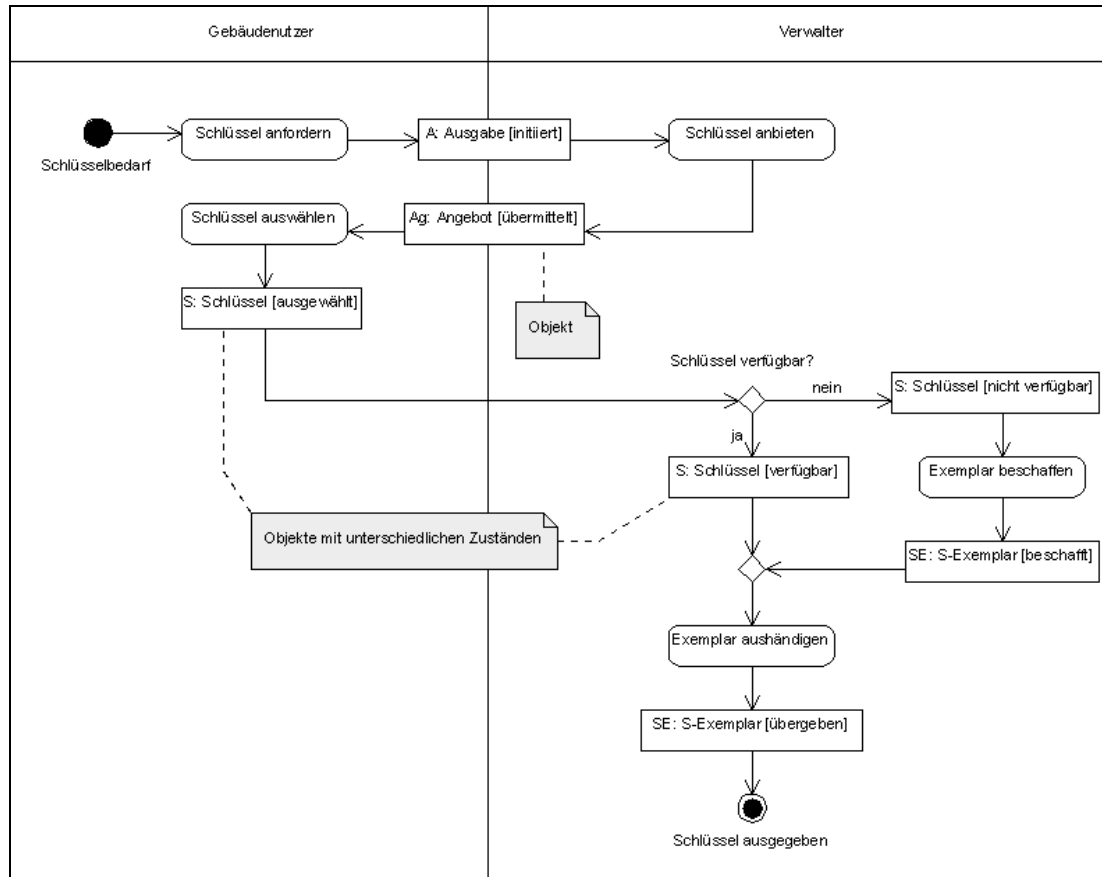 Gebäudenutzer
Verwalter
Schlüssel anfordern
A: Ausgabe [initiiert]
Schlüssel anbieten
Schlüsselbedarf
Schlüssel auswählen
Ag: Angebot [übermittelt]
S: Schlüssel [ausgewählt]
Objekt
Schlüssel verfügbar?
nein
S: Schlüssel [nicht verfügbar]
ja
S: Schlüssel [verfügbar]
Exemplar beschaffen
Objekte mit unterschiedlichen Zuständen
SE: S-Exemplar [beschafft]
Exemplar aushändigen
SE: S-Exemplar [übergeben]
Schlüssel ausgegeben